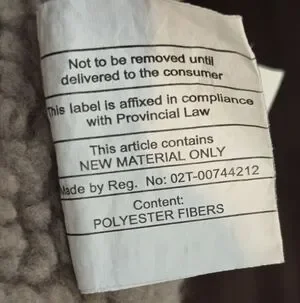 Not to be removed until
delivered to the consumer
This label is affixed in compliance
with Provincial Law
This article contains
NEW MATERIAL ONLY
Made by Reg. No: 02T-00744212
Content:
POLYESTER FIBERS